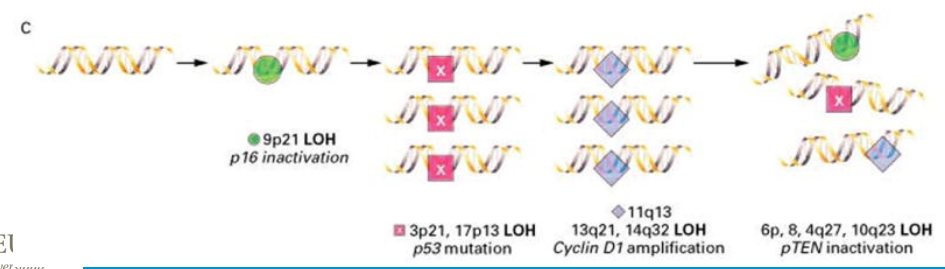 C
9p21 LOH
p16 inactivation
X
X
X
3p21, 17p13 LOH
p53 mutation
11q13
13q21, 14q32 LOH
Cyclin D1 amplification
X
6p, 8, 4q27, 10q23 LOH
pTEN inactivation